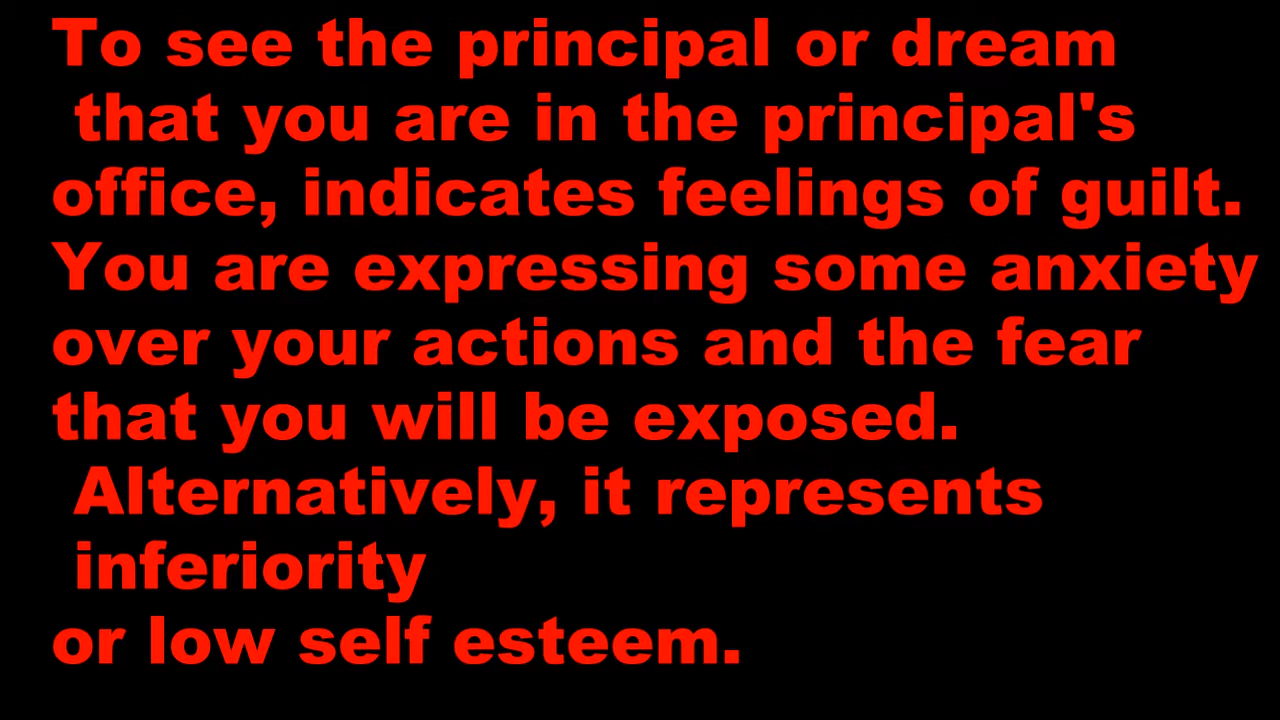 To see the principal or dream
that you are in the principal's
office, indicates feelings of guilt.
You are expressing some anxiety
over your actions and the fear
that you will be exposed.
Alternatively, it represents
inferiority
or low self esteem.